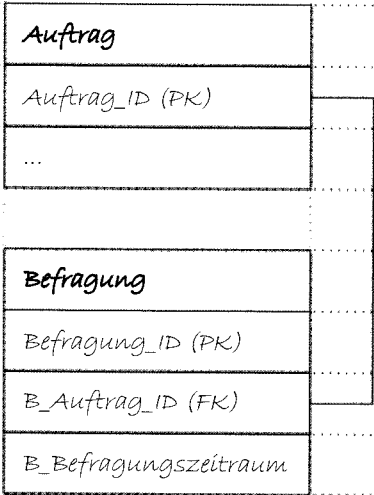 Auftrag
Auftrag_ID (PK)
...
Befragung
Befragung_ID (PK)
B_Auftrag_ID (FK)
B_Befragungszeitraum